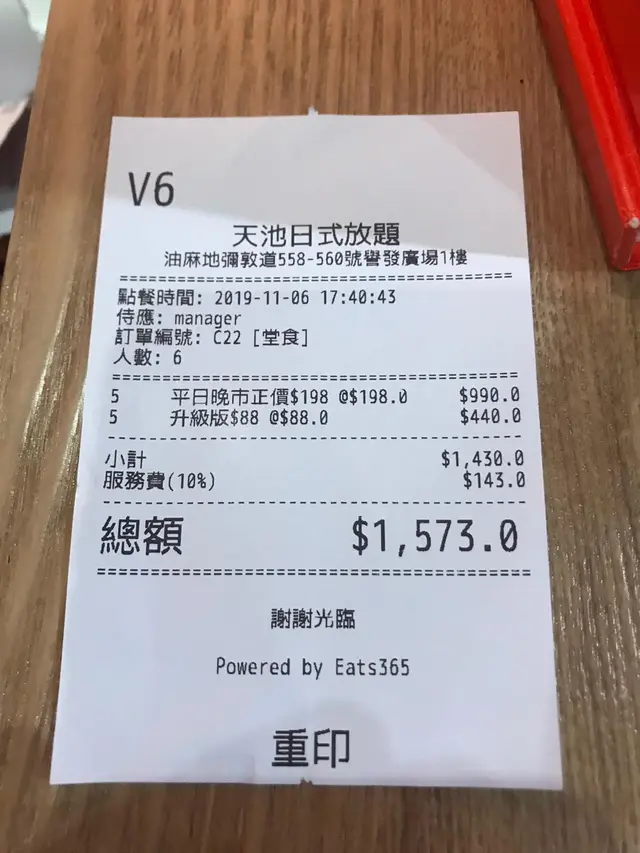 V6
天池日式放題
油麻地彌敦道558-560號譽發廣場1樓
點餐時間: 2019-11-06 17:40:43
侍應: manager
訂單編號: C22 [堂食]
人數: 6
5 平日晚市正價$198 @$198.0 $990.0
5 升級版$88 @$88.0 $440.0
小計 $1,430.0
服務費(10%) $143.0
總額 $1,573.0
謝謝光臨
Powered by Eats365
重印